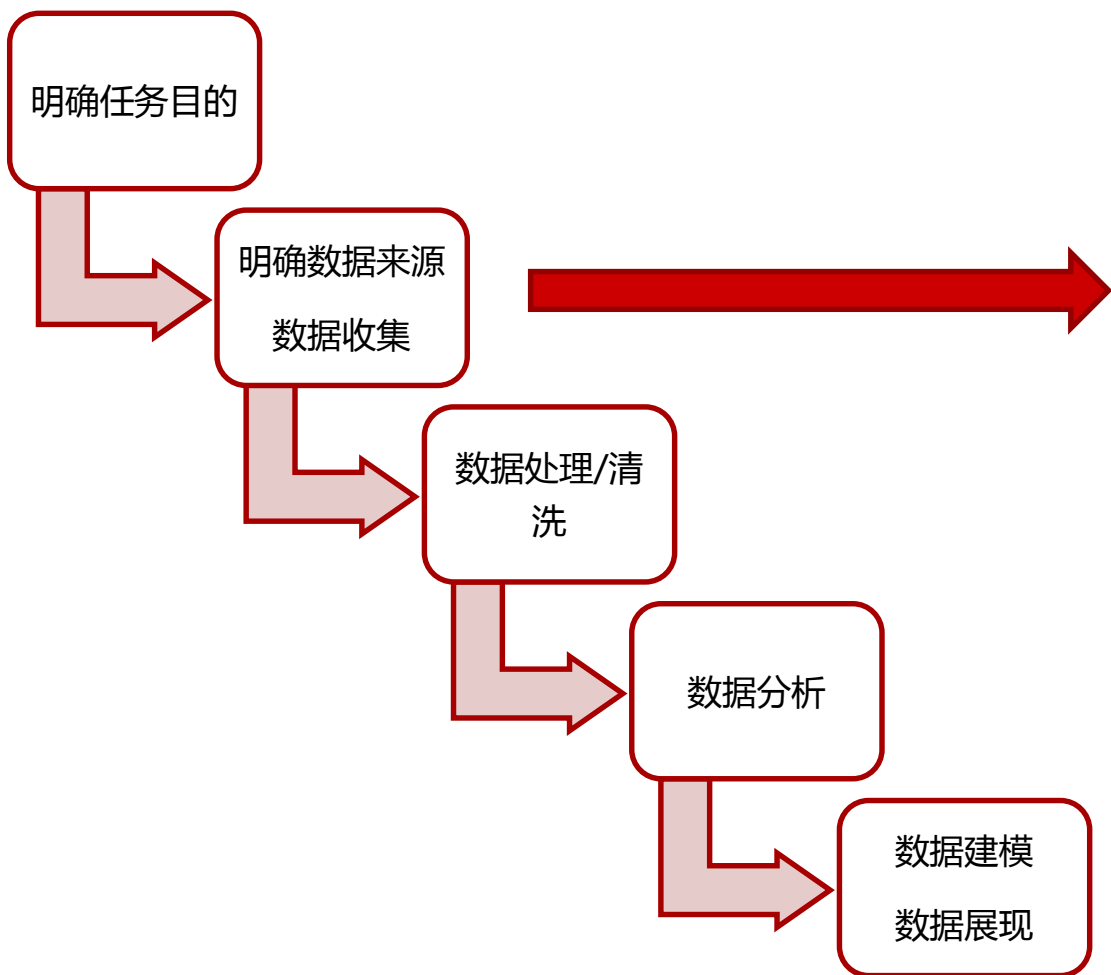 明确任务目的
明确数据来源
数据收集
数据处理/清
洗
数据分析
数据建模
数据展现